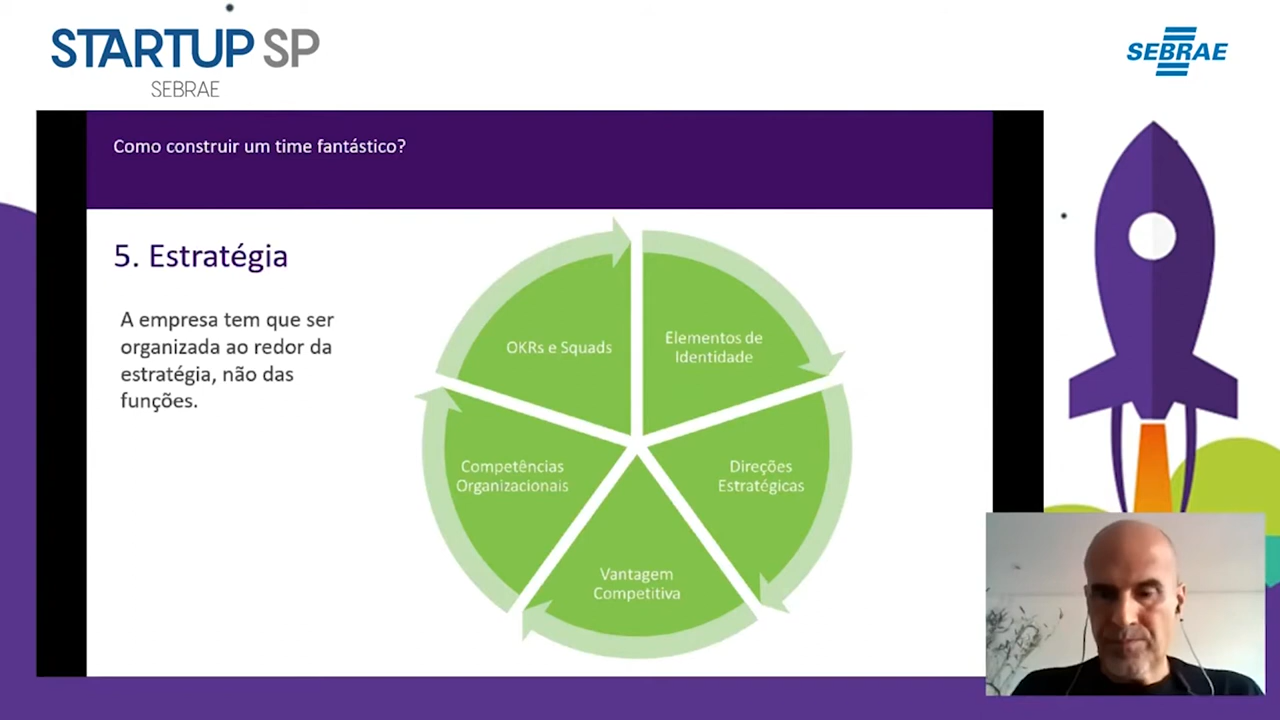 STARTUP SP
SEBRAE
SEBRAE
Como construir um time fantástico?
5. Estratégia
A empresa tem que ser
organizada ao redor da
estratégia, não das
funções.
OKRs e Squads
Elementos de
Identidade
Competências
Organizacionais
Direções
Estratégicas
Vantagem
Competitiva